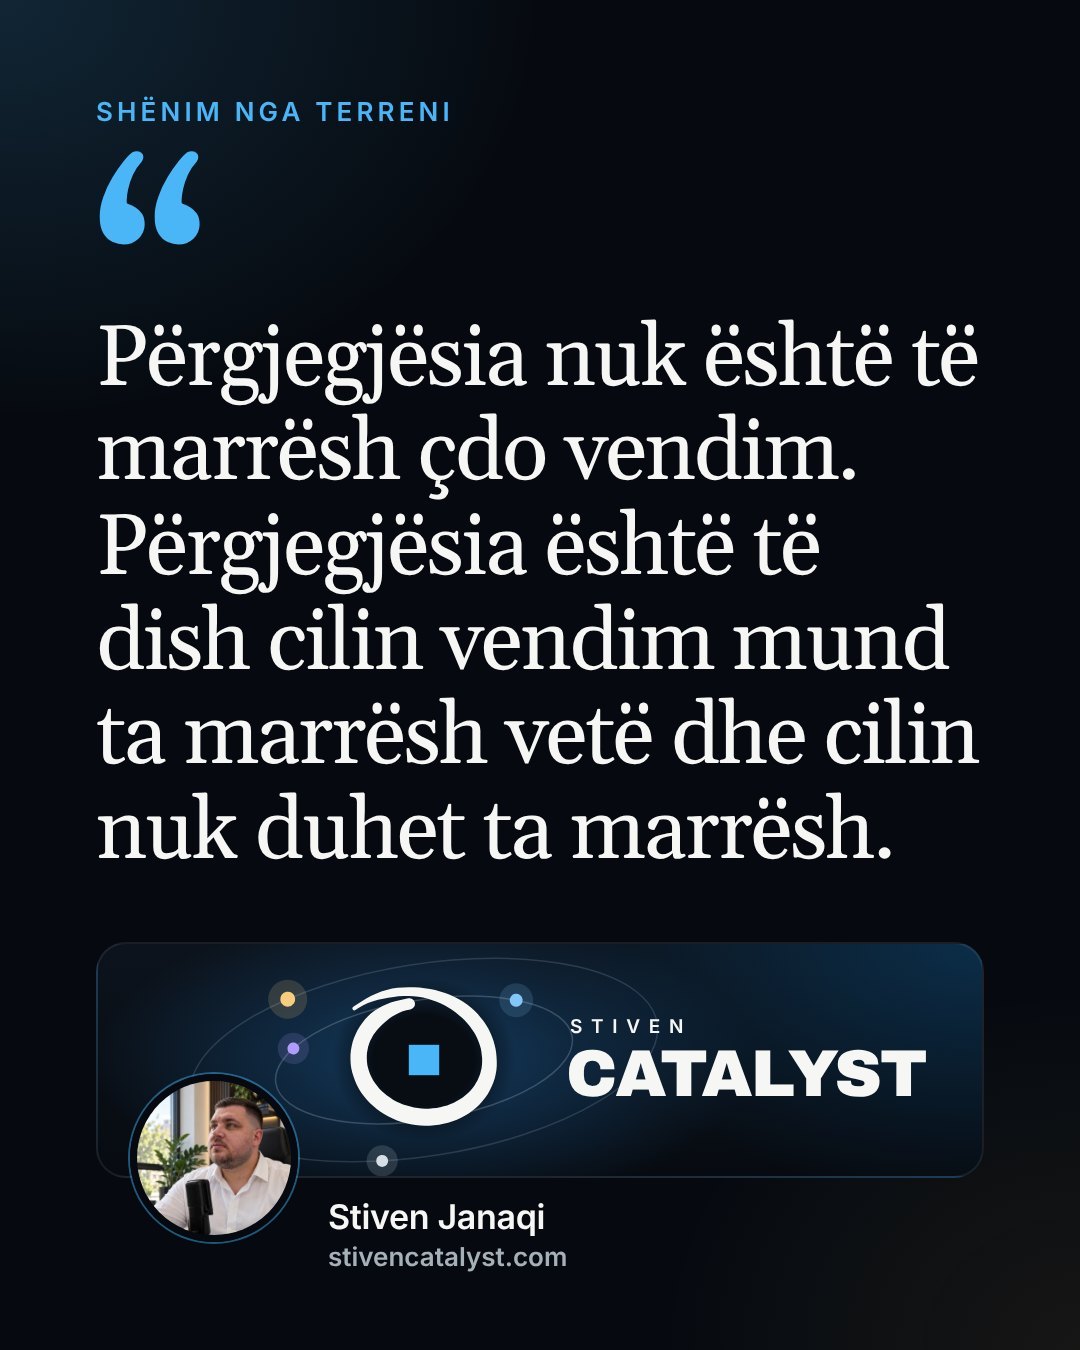 SHËNIM NGA TERRENI
“
Përgjegjësia nuk është të
marrësh çdo vendim.
Përgjegjësia është të
dish cilin vendim mund
ta marrësh vetë dhe cilin
nuk duhet ta marrësh.
STIVEN
CATALYST
Stiven Janaqi
stivencatalyst.com